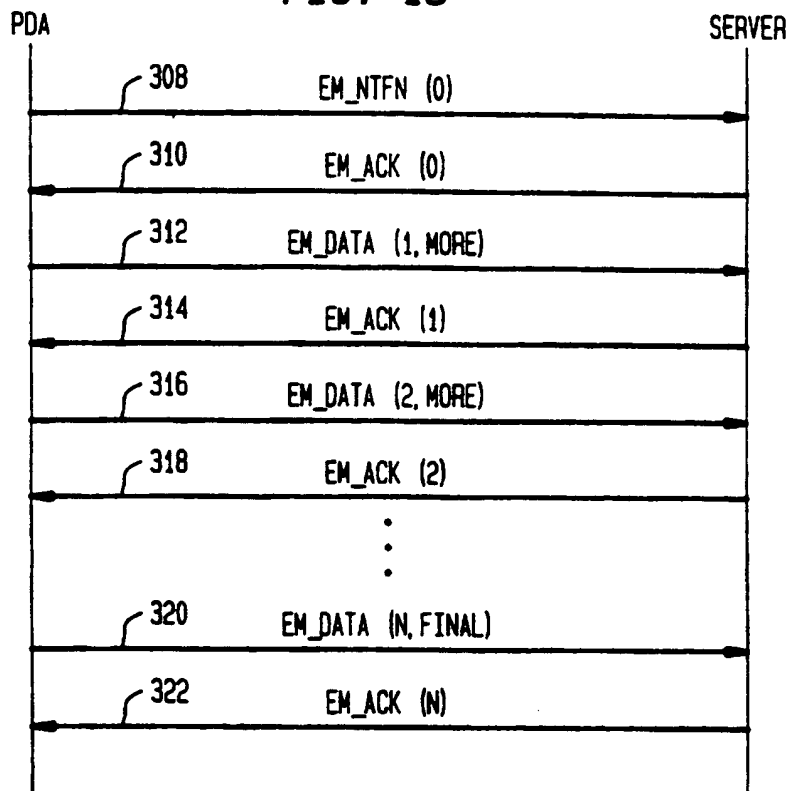 PDA
SERVER
308 EM_NTFN (0)
310 EM_ACK (0)
312 EM_DATA (1, MORE)
314 EM_ACK (1)
316 EM_DATA (2, MORE)
318 EM_ACK (2)
320 EM_DATA (N, FINAL)
322 EM_ACK (N)